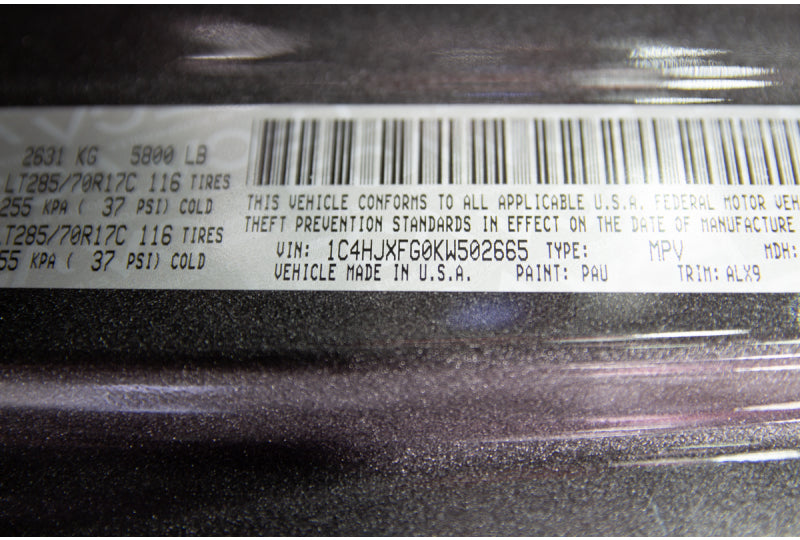 2631 KG 5800 LB
LT285/70R17C 116 TIRES
255 KPA ( 37 PSI) COLD
LT285/70R17C 116 TIRES
55 KPA ( 37 PSI) COLD
THIS VEHICLE CONFORMS TO ALL APPLICABLE U.S.A. FEDERAL MOTOR VEH
THEFT PREVENTION STANDARDS IN EFFECT ON THE DATE OF MANUFACTURE
VIN: 1C4HJXFG0KW502665 TYPE: MPV MDH:
VEHICLE MADE IN U.S.A. PAINT: PAU TRIM: ALX9